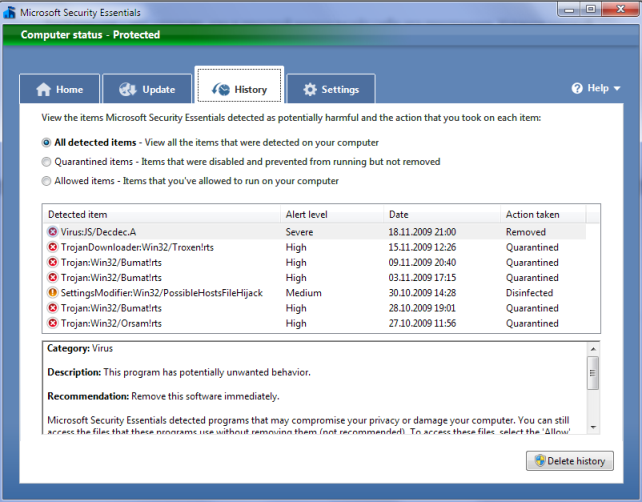 Microsoft Security Essentials
Computer status - Protected
Home
Update
History
Settings
Help
View the items Microsoft Security Essentials detected as potentially harmful and the action that you took on each item:
All detected items - View all the items that were detected on your computer
Quarantined items - Items that were disabled and prevented from running but not removed
Allowed items - Items that you've allowed to run on your computer
Detected item Alert level Date Action taken
Virus:JS/Decdec.A Severe 18.11.2009 21:00 Removed
TrojanDownloader:Win32/Troxen!rts High 15.11.2009 12:26 Quarantined
Trojan:Win32/Bumat!rts High 09.11.2009 20:40 Quarantined
Trojan:Win32/Bumat!rts High 03.11.2009 17:15 Quarantined
SettingsModifier:Win32/PossibleHostsFileHijack Medium 30.10.2009 14:28 Disinfected
Trojan:Win32/Bumat!rts High 28.10.2009 19:01 Quarantined
Trojan:Win32/Orsam!rts High 27.10.2009 11:56 Quarantined
Category: Virus
Description: This program has potentially unwanted behavior.
Recommendation: Remove this software immediately.
Microsoft Security Essentials detected programs that may compromise your privacy or damage your computer. You can still
access the files that these programs use without removing them (not recommended). To access these files, select the 'Allow'
Delete history